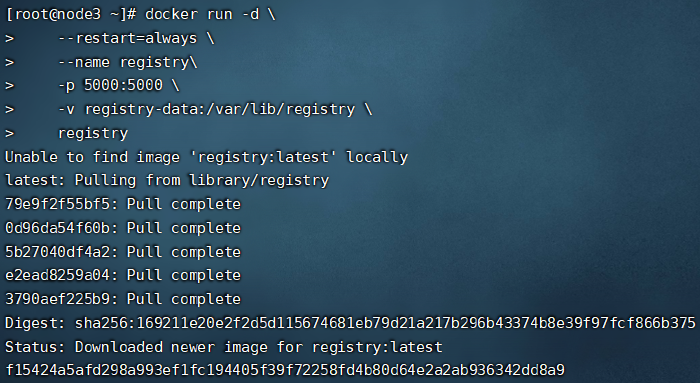 [root@node3 ~]# docker run -d \
>     --restart=always \
>     --name registry\
>     -p 5000:5000 \
>     -v registry-data:/var/lib/registry \
>     registry
Unable to find image 'registry:latest' locally
latest: Pulling from library/registry
79e9f2f55bf5: Pull complete
0d96da54f60b: Pull complete
5b27040df4a2: Pull complete
e2ead8259a04: Pull complete
3790aef225b9: Pull complete
Digest: sha256:169211e20e2f2d5d115674681eb79d21a217b296b43374b8e39f97fcf866b375
Status: Downloaded newer image for registry:latest
f15424a5afd298a993ef1fc194405f39f72258fd4b80d64e2a2ab936342dd8a9